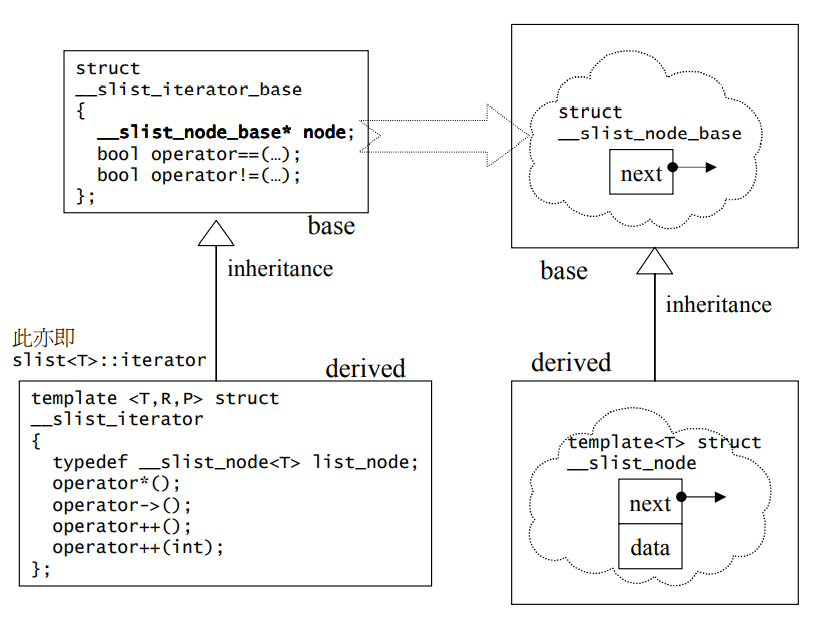 struct
__slist_iterator_base
{
__slist_node_base* node;
bool operator==(…);
bool operator!=(…);
};
base
inheritance
此亦即
slist<T>::iterator
derived
template <T,R,P> struct
__slist_iterator
{
typedef __slist_node<T> list_node;
operator*();
operator->();
operator++();
operator++(int);
};
struct
__slist_node_base
next
base
inheritance
derived
template<T> struct
__slist_node
next
data